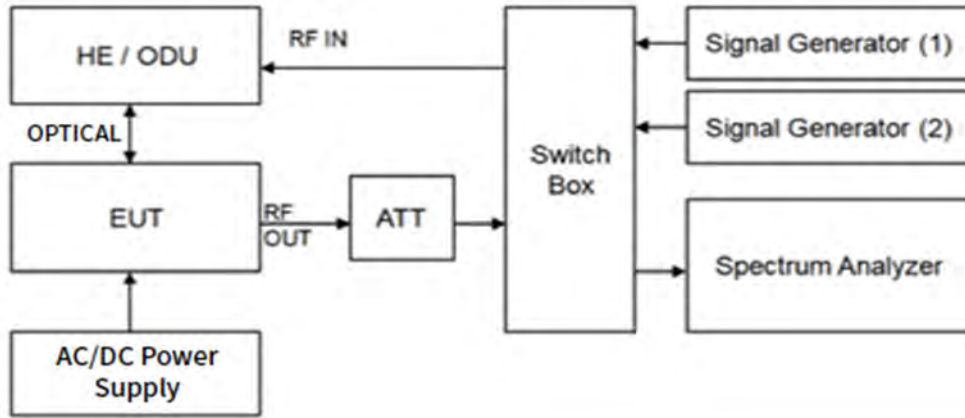 HE / ODU
RF IN
Signal Generator (1)
OPTICAL
Signal Generator (2)
Switch
Box
EUT
RF
OUT
ATT
Spectrum Analyzer
AC/DC Power
Supply